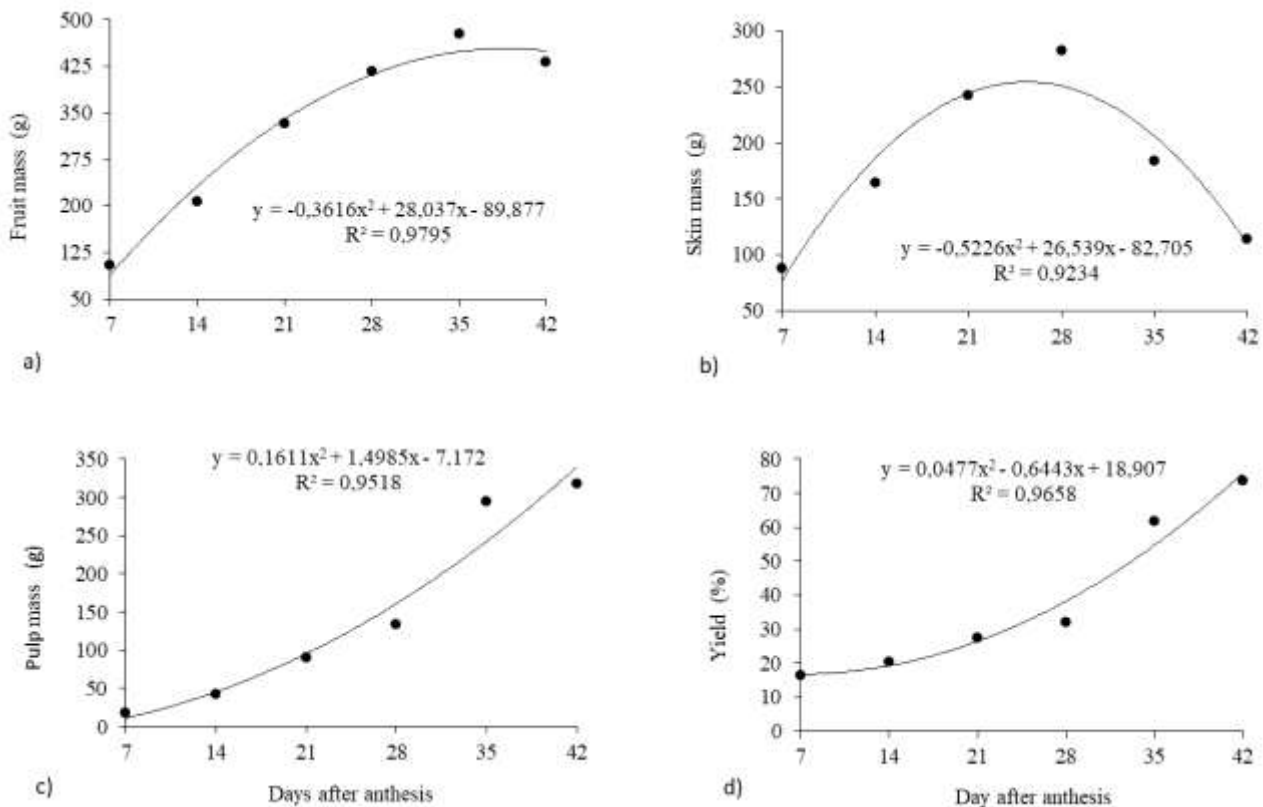 Fruit mass (g)
500
425
350
275
200
125
50
y = -0,3616x² + 28,037x - 89,877
R² = 0,9795
7 14 21 28 35 42
a)
Skin mass (g)
300
250
200
150
100
50
y = -0,5226x² + 26,539x - 82,705
R² = 0,9234
7 14 21 28 35 42
b)
Pulp mass (g)
350
300
250
200
150
100
50
0
y = 0,1611x² + 1,4985x - 7,172
R² = 0,9518
7 14 21 28 35 42
c)
Days after anthesis
Yield (%)
80
70
60
50
40
30
20
10
0
y = 0,0477x² - 0,6443x + 18,907
R² = 0,9658
7 14 21 28 35 42
d)
Day after anthesis